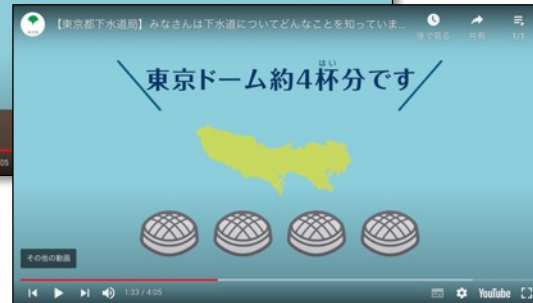 【東京都下水道局】みなさんは下水道についてどんなことを知っていま...
後で見る
共有
1/1
はい
東京ドーム約4杯分です
05
その他の動画
1:33 / 4:05
YouTube